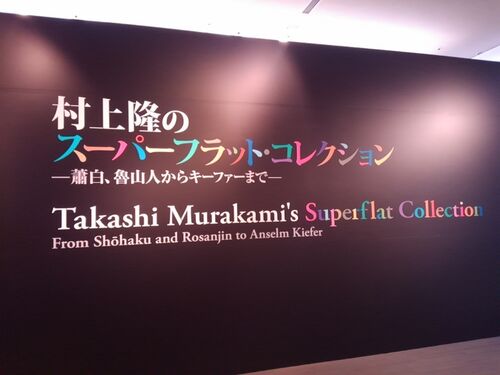 村上隆の
スーパーフラット・コレクション
―蕭白、魯山人からキーファーまで―
Takashi Murakami's Superflat Collection
From Shōhaku and Rosanjin to Anselm Kiefer